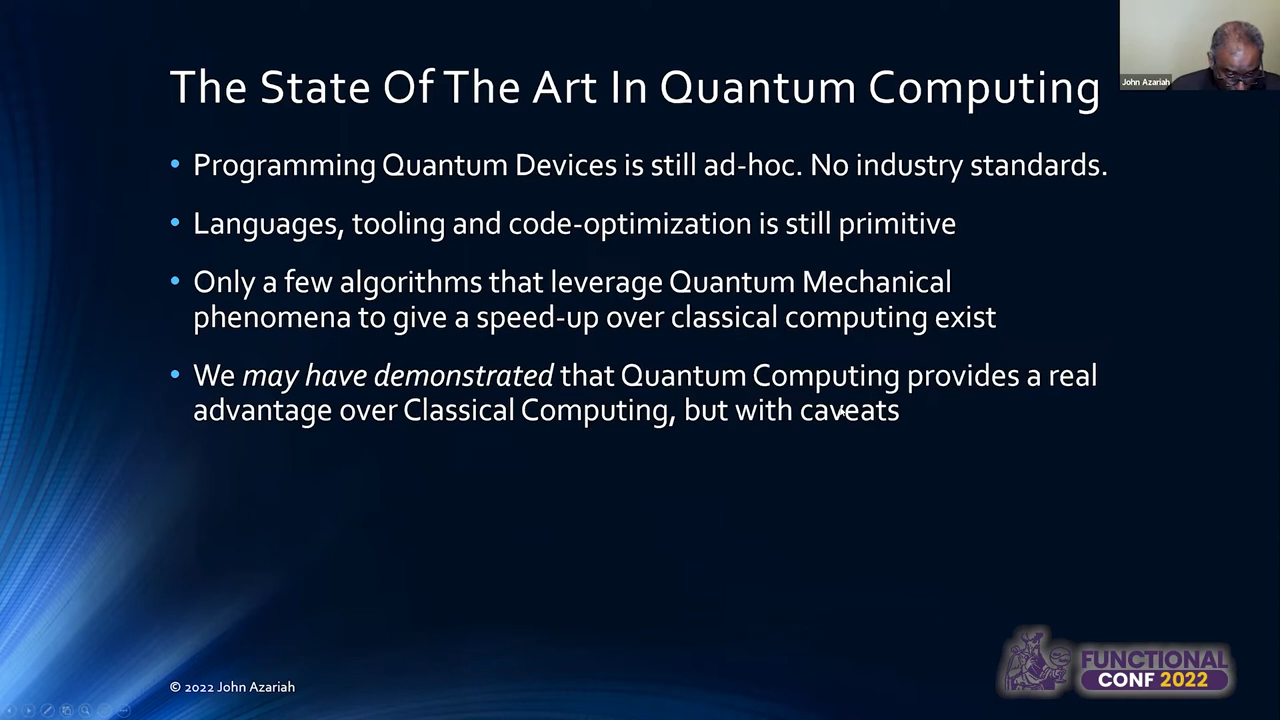 The State Of The Art In Quantum Computing
John Azariah
• Programming Quantum Devices is still ad-hoc. No industry standards.
• Languages, tooling and code-optimization is still primitive
• Only a few algorithms that leverage Quantum Mechanical
phenomena to give a speed-up over classical computing exist
• We may have demonstrated that Quantum Computing provides a real
advantage over Classical Computing, but with caveats
© 2022 John Azariah
FUNCTIONAL
CONF 2022